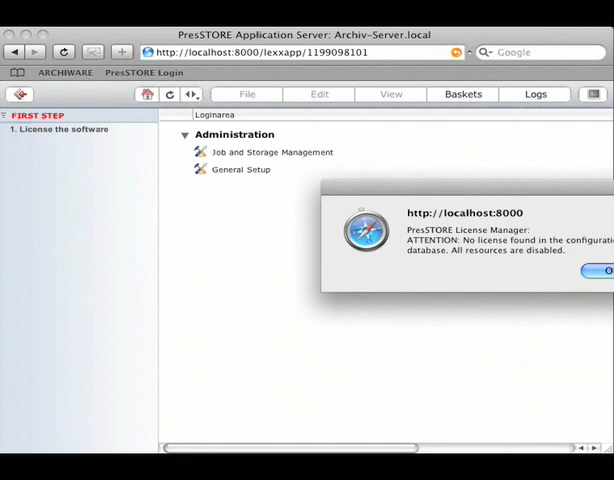 PresSTORE Application Server: Archiv-Server.local
http://localhost:8000/lexxapp/1199098101
Google
ARCHIWARE PresSTORE Login
File Edit View Baskets Logs
FIRST STEP
Loginarea
1. License the software
Administration
Job and Storage Management
General Setup
http://localhost:8000
PresSTORE License Manager:
ATTENTION: No license found in the configurati
database. All resources are disabled.
O